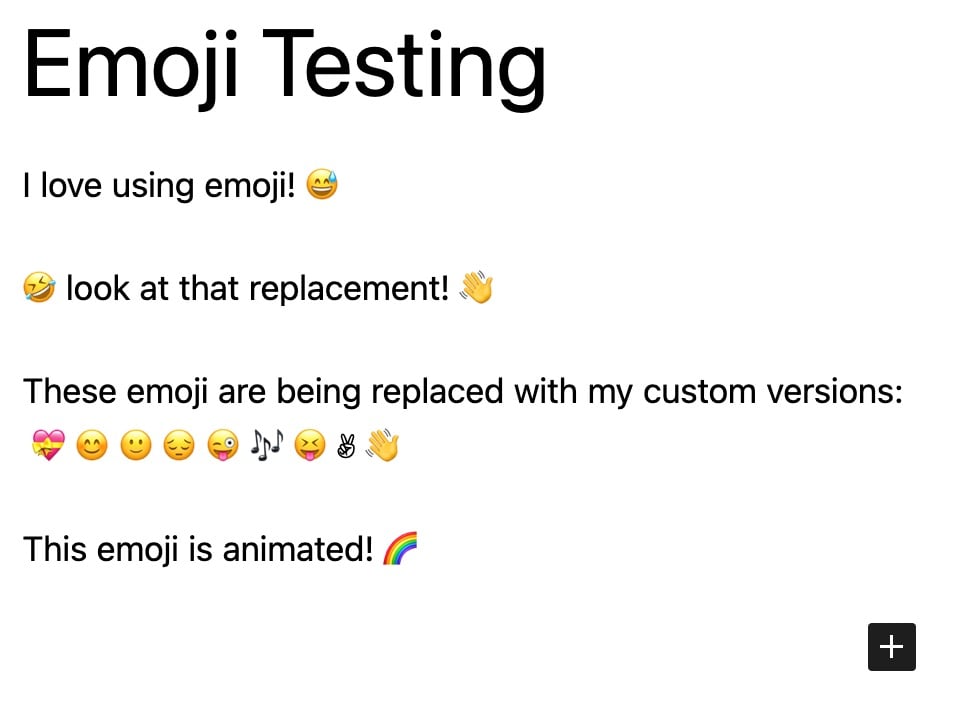 Emoji Testing
I love using emoji! 😅
🤣 look at that replacement! 👋
These emoji are being replaced with my custom versions:
💝 😊 🙂 😔 😜 🎶 😝 ✌ 👋
This emoji is animated! 🌈